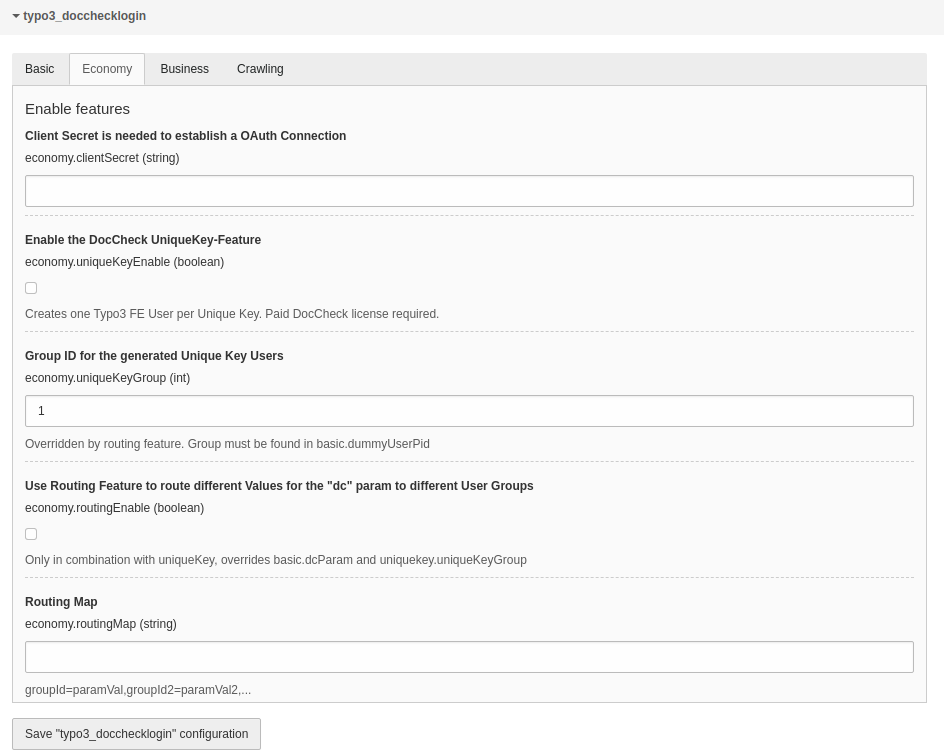 typo3_docchecklogin
Basic Economy Business Crawling
Enable features
Client Secret is needed to establish a OAuth Connection
economy.clientSecret (string)
Enable the DocCheck UniqueKey-Feature
economy.uniqueKeyEnable (boolean)
Creates one Typo3 FE User per Unique Key. Paid DocCheck license required.
Group ID for the generated Unique Key Users
economy.uniqueKeyGroup (int)
1
Overridden by routing feature. Group must be found in basic.dummyUserPid
Use Routing Feature to route different Values for the "dc" param to different User Groups
economy.routingEnable (boolean)
Only in combination with uniqueKey, overrides basic.dcParam and uniquekey.uniqueKeyGroup
Routing Map
economy.routingMap (string)
groupId=paramVal,groupId2=paramVal2,...
Save "typo3_docchecklogin" configuration